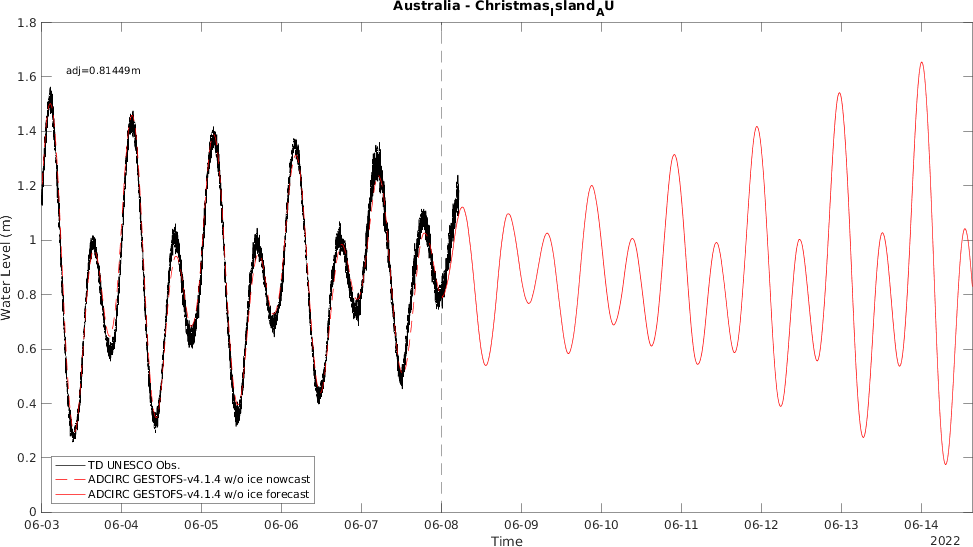 Australia - Christmas_Island_AU
adj=0.81449m
Water Level (m)
1.8
1.6
1.4
1.2
1
0.8
0.6
0.4
0.2
0
TD UNESCO Obs.
ADCIRC GESTOFS-v4.1.4 w/o ice nowcast
ADCIRC GESTOFS-v4.1.4 w/o ice forecast
06-03 06-04 06-05 06-06 06-07 06-08 06-09 06-10 06-11 06-12 06-13 06-14
Time
2022